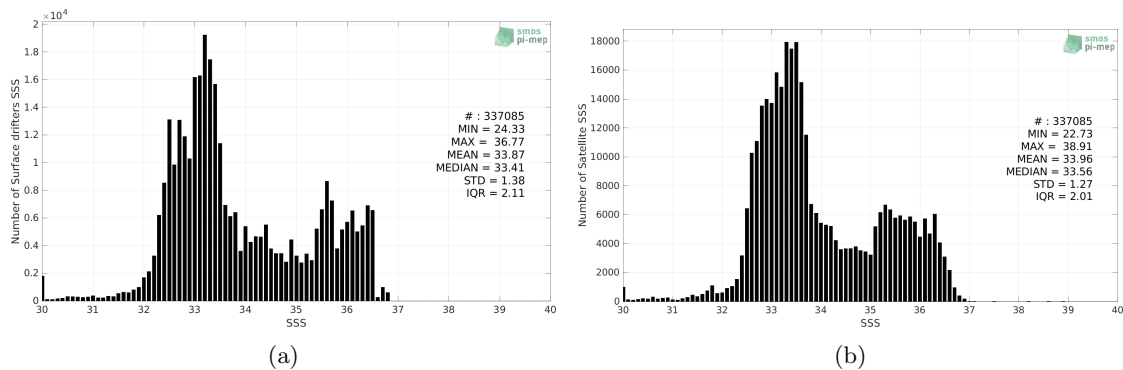 ×10⁴
2
1.8
1.6
1.4
1.2
1
0.8
0.6
0.4
0.2
0
Number of Surface drifters SSS
smos
pi-mep
# : 337085
MIN = 24.33
MAX = 36.77
MEAN = 33.87
MEDIAN = 33.41
STD = 1.38
IQR = 2.11
30 31 32 33 34 35 36 37 38 39 40
SSS
(a)
18000
16000
14000
12000
10000
8000
6000
4000
2000
0
Number of Satellite SSS
smos
pi-mep
# : 337085
MIN = 22.73
MAX = 38.91
MEAN = 33.96
MEDIAN = 33.56
STD = 1.27
IQR = 2.01
30 31 32 33 34 35 36 37 38 39 40
SSS
(b)